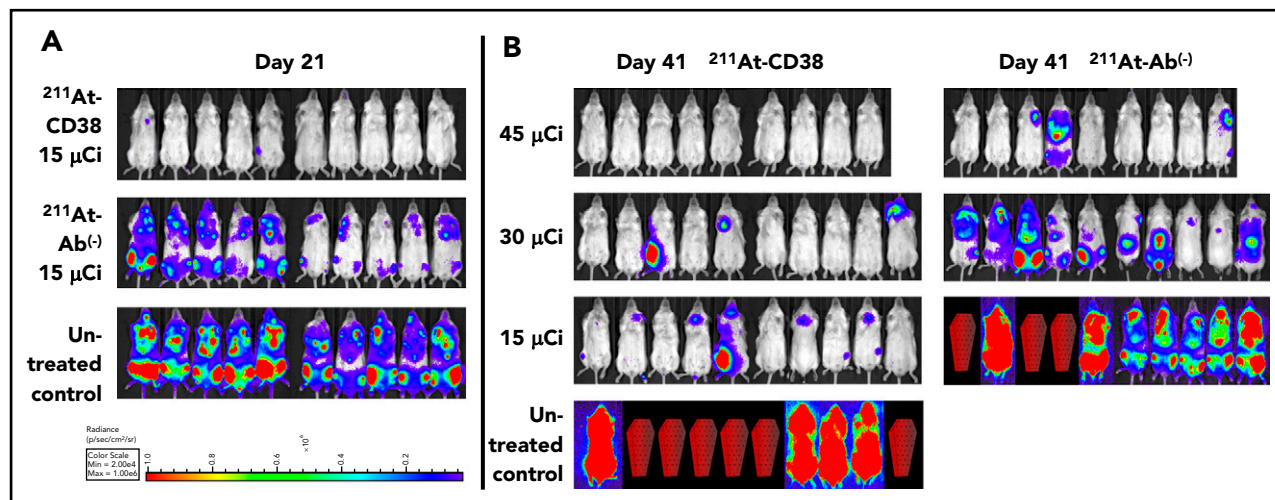 A
Day 21
²¹¹At-
CD38
15 µCi
²¹¹At-
Ab⁽⁻⁾
15 µCi
Un-
treated
control
Radiance
(p/sec/cm²/sr)
Color Scale
Min = 2.00e4
Max = 1.00e6
1.0
0.8
0.6
×10⁶
0.4
0.2
B
Day 41 ²¹¹At-CD38
Day 41 ²¹¹At-Ab⁽⁻⁾
45 µCi
30 µCi
15 µCi
Un-
treated
control